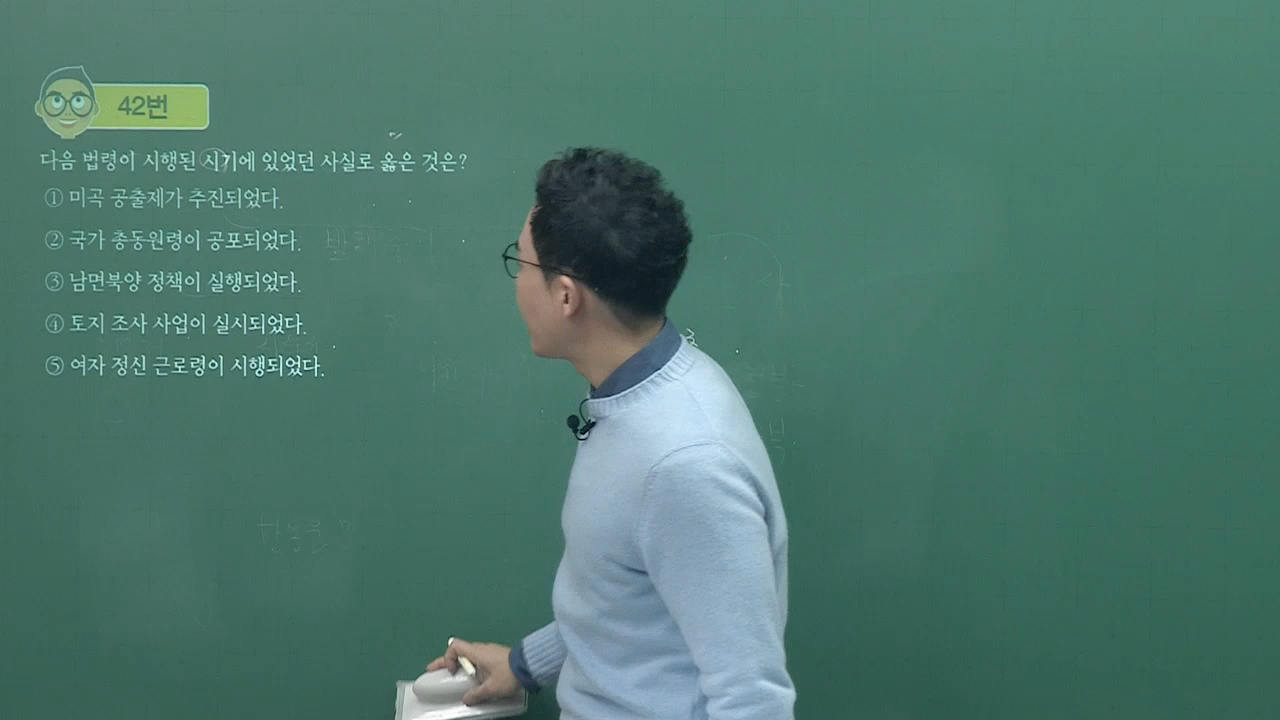 42번
다음 법령이 시행된 시기에 있었던 사실로 옳은 것은?
① 미곡 공출제가 추진되었다.
② 국가 총동원령이 공포되었다.
③ 남면북양 정책이 실행되었다.
④ 토지 조사 사업이 실시되었다.
⑤ 여자 정신 근로령이 시행되었다.